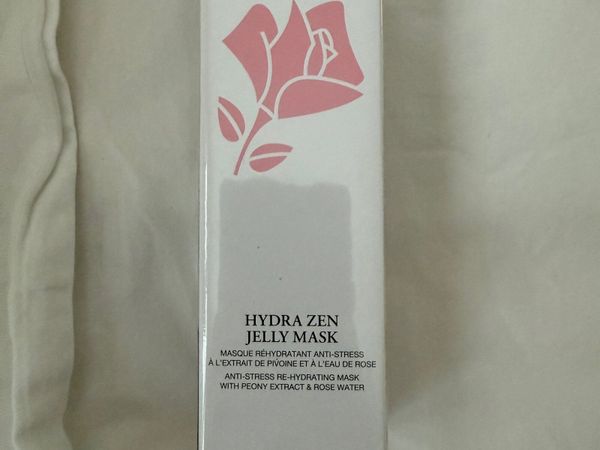 HYDRA ZEN
JELLY MASK
MASQUE RÉHYDRATANT ANTI-STRESS
À L'EXTRAIT DE PIVOINE ET À L'EAU DE ROSE
ANTI-STRESS RE-HYDRATING MASK
WITH PEONY EXTRACT & ROSE WATER